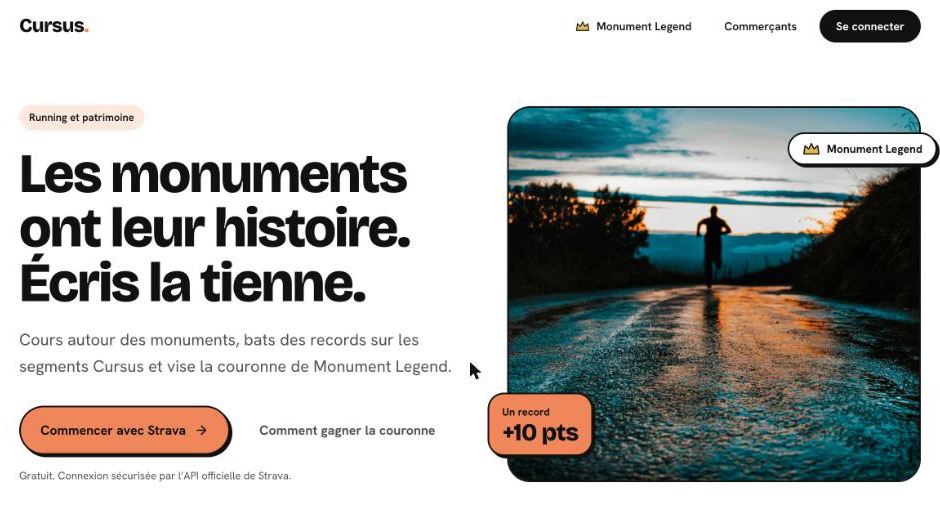 Cursus.
Monument Legend
Commerçants
Se connecter
Running et patrimoine
Les monuments
ont leur histoire.
Écris la tienne.
Cours autour des monuments, bats des records sur les
segments Cursus et vise la couronne de Monument Legend.
Commencer avec Strava →
Comment gagner la couronne
Gratuit. Connexion sécurisée par l'API officielle de Strava.
Monument Legend
Un record
+10 pts